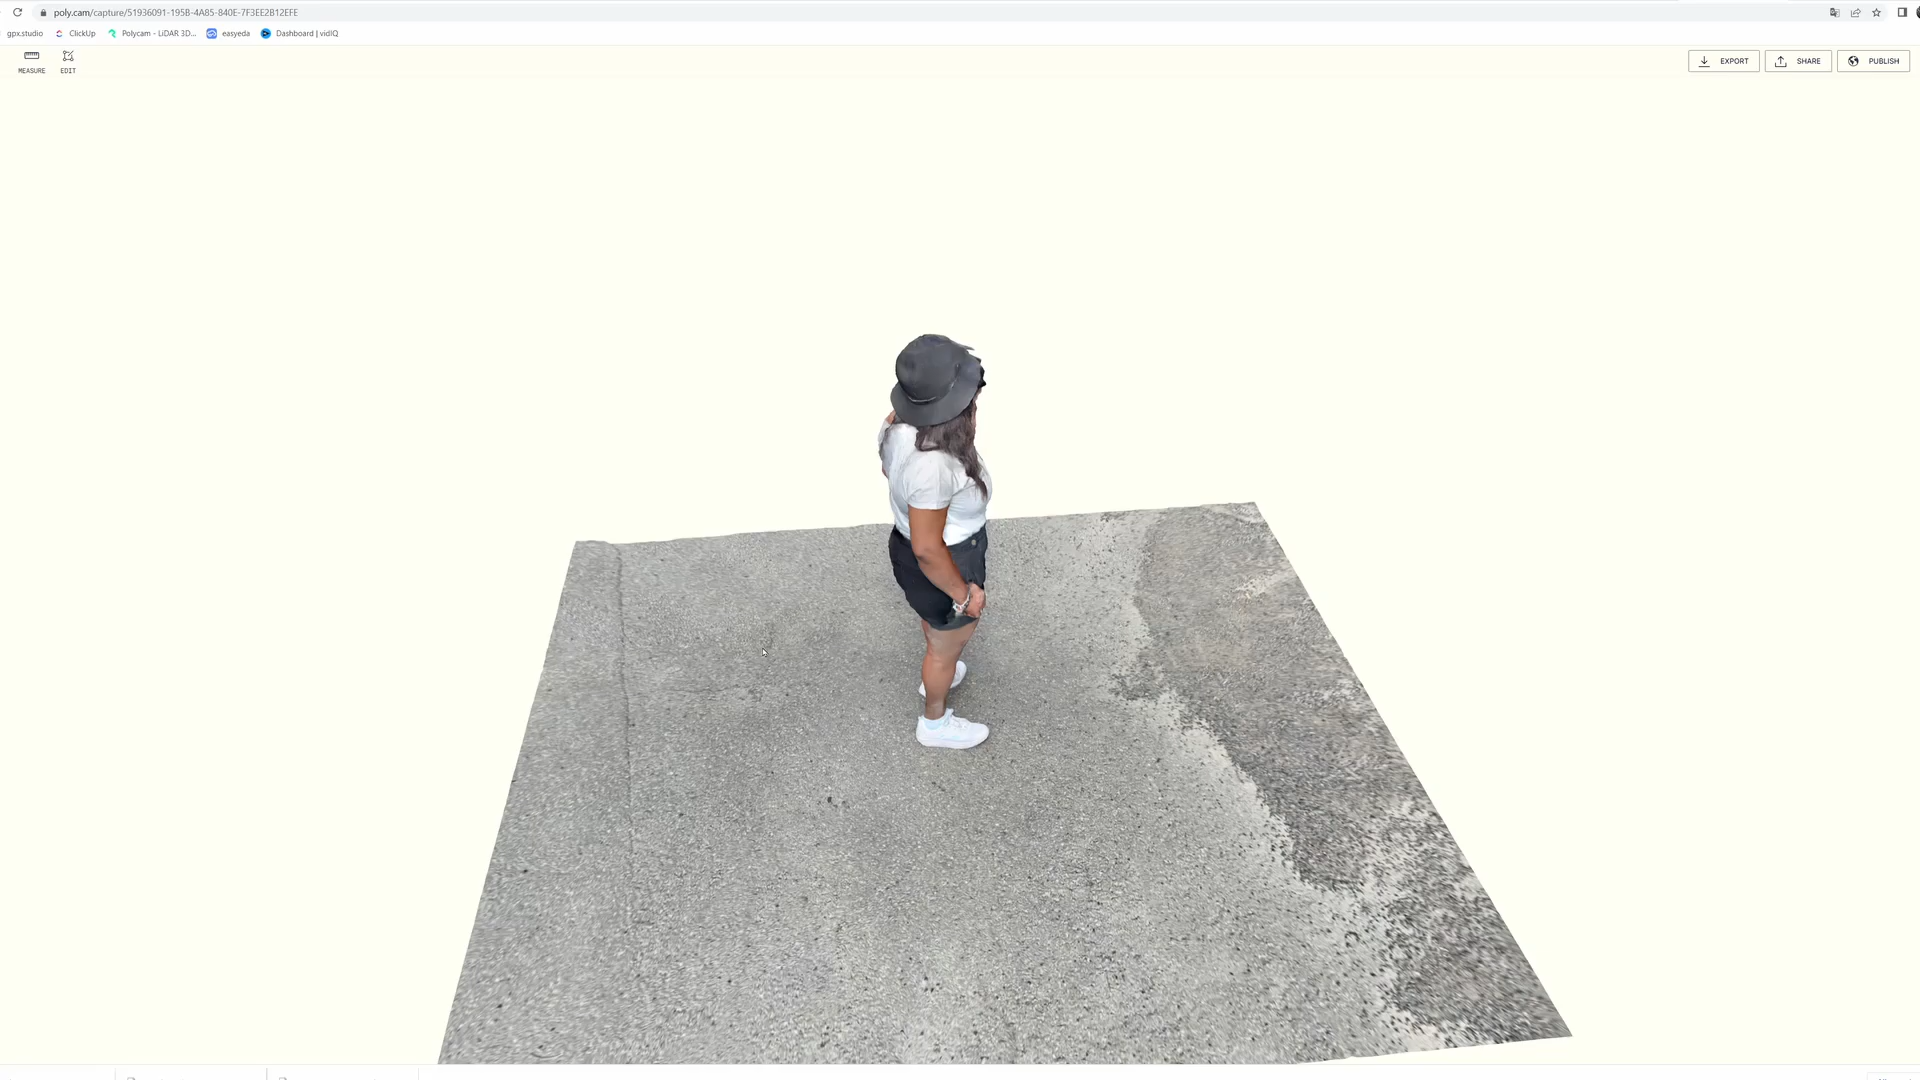 poly.cam/capture/51936091-195B-4A85-840E-7F3EE2B12EFE
gpx.studio ClickUp Polycam - LiDAR 3D... easyeda Dashboard | vidIQ
MEASURE EDIT EXPORT SHARE PUBLISH